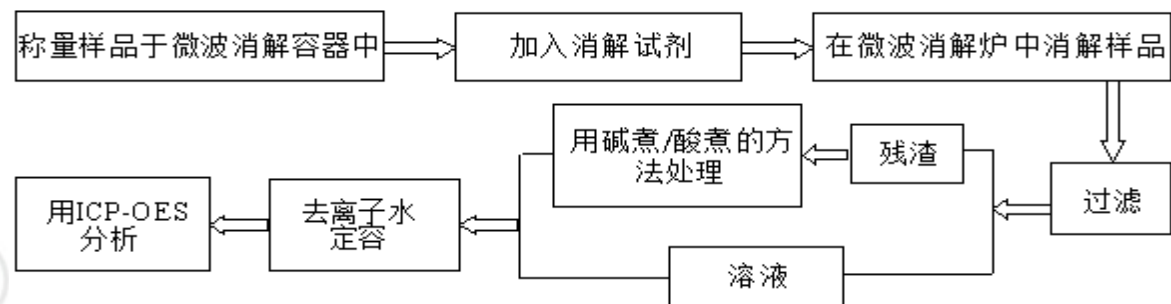 称量样品于微波消解容器中
加入消解试剂
在微波消解炉中消解样品
过滤
残渣
用碱煮/酸煮的方
法处理
溶液
去离子水
定容
用ICP-OES
分析